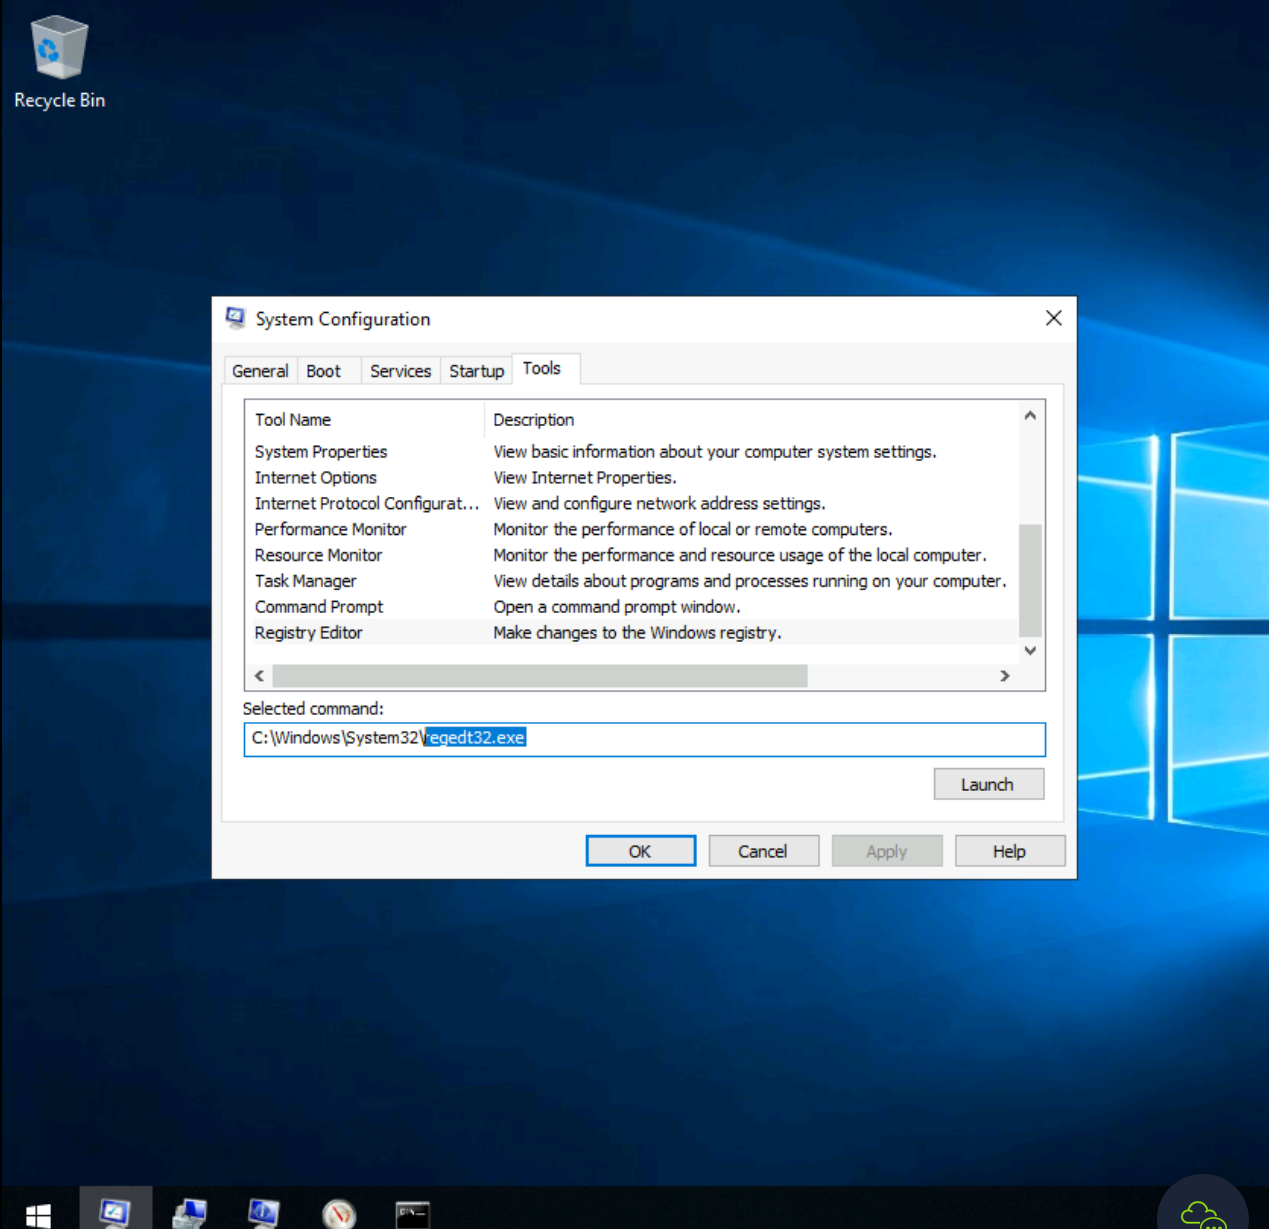 Recycle Bin
System Configuration
General Boot Services Startup Tools
Tool Name Description
System Properties View basic information about your computer system settings.
Internet Options View Internet Properties.
Internet Protocol Configurat... View and configure network address settings.
Performance Monitor Monitor the performance of local or remote computers.
Resource Monitor Monitor the performance and resource usage of the local computer.
Task Manager View details about programs and processes running on your computer.
Command Prompt Open a command prompt window.
Registry Editor Make changes to the Windows registry.
Selected command:
C:\Windows\System32\regedt32.exe
Launch
OK Cancel Apply Help